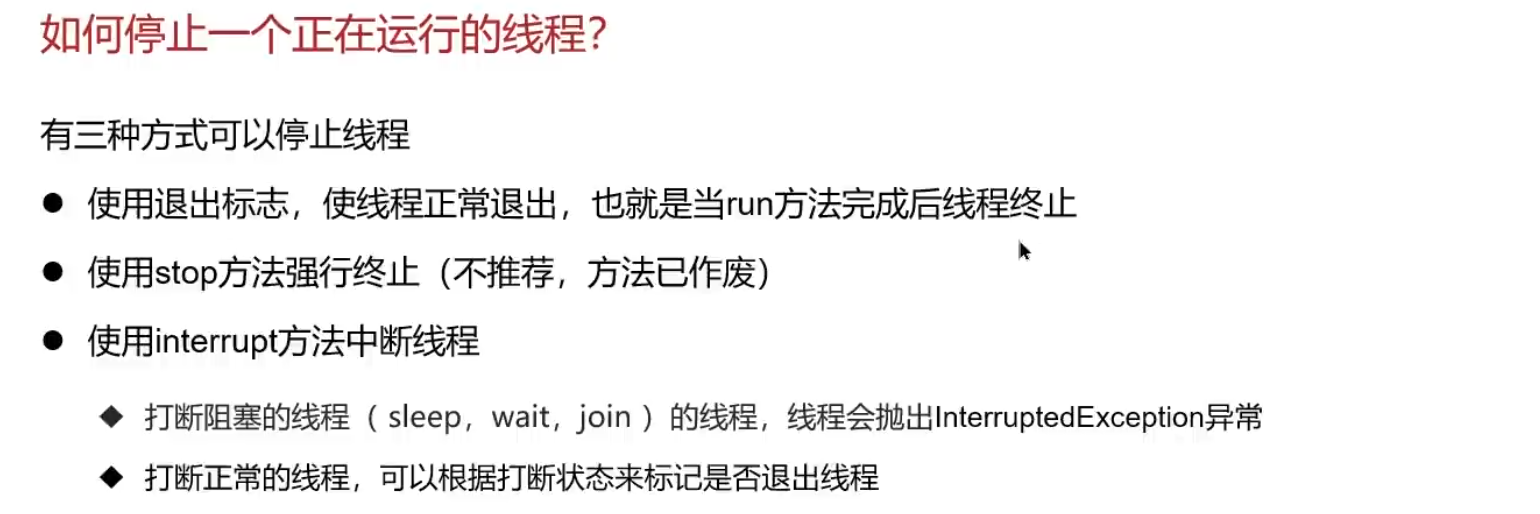 如何停止一个正在运行的线程？
有三种方式可以停止线程
● 使用退出标志，使线程正常退出，也就是当run方法完成后线程终止
● 使用stop方法强行终止（不推荐，方法已作废）
● 使用interrupt方法中断线程
◆ 打断阻塞的线程（ sleep，wait，join ）的线程，线程会抛出InterruptedException异常
◆ 打断正常的线程，可以根据打断状态来标记是否退出线程